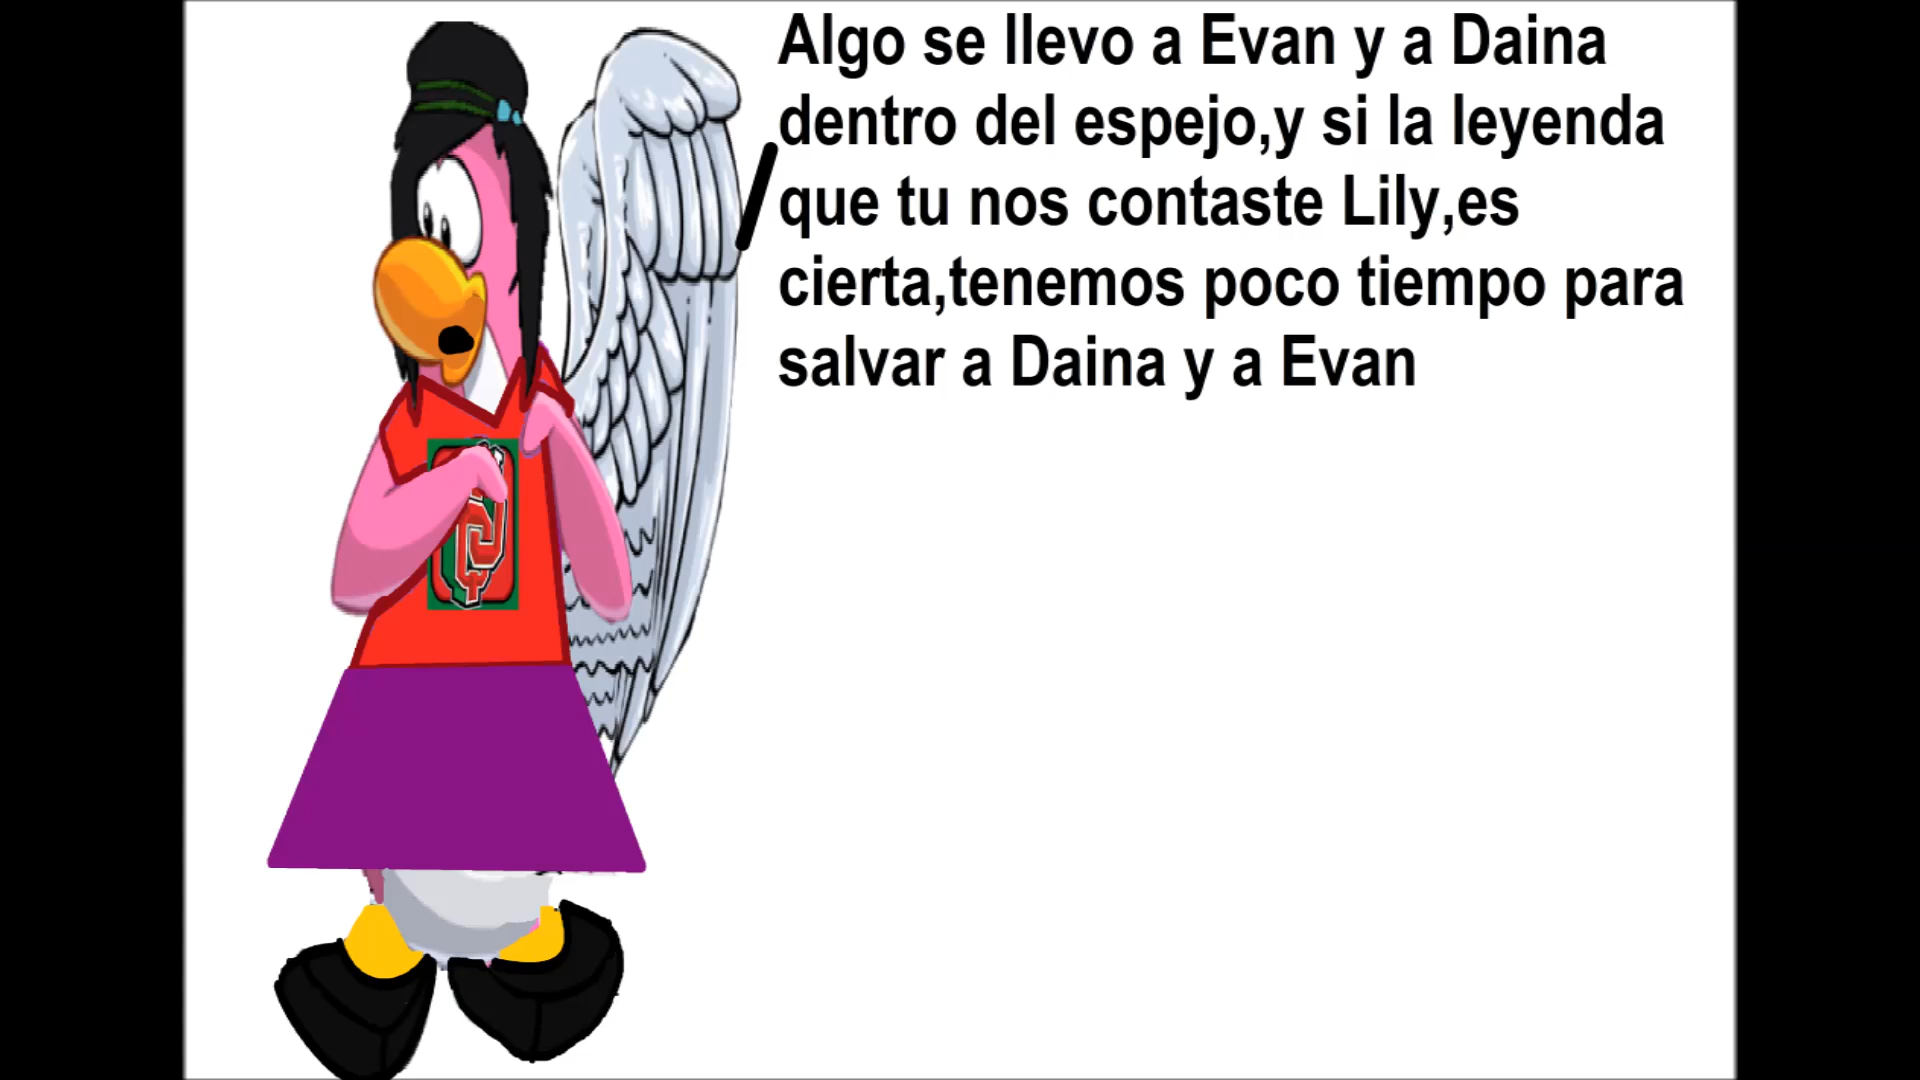 Algo se llevo a Evan y a Daina
dentro del espejo,y si la leyenda
que tu nos contaste Lily,es
cierta,tenemos poco tiempo para
salvar a Daina y a Evan